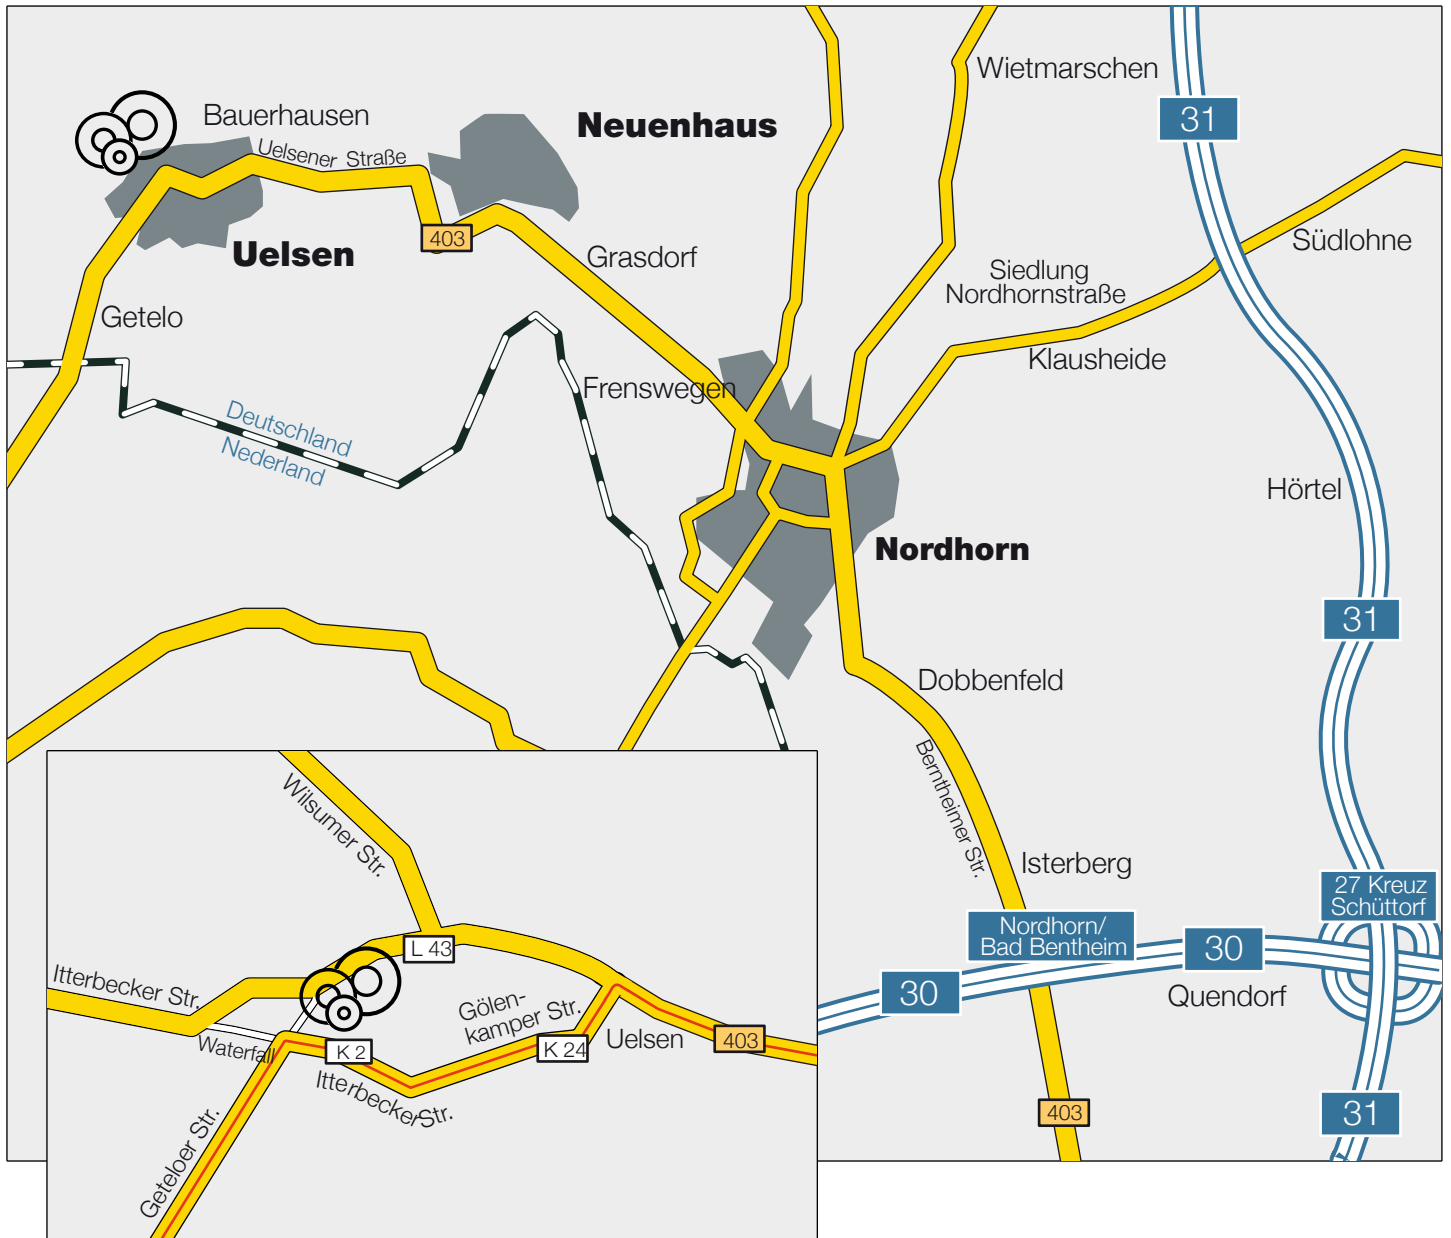 Wietmarschen
31
Bauerhausen
Neuenhaus
Uelsener Straße
Uelsen
403
Grasdorf
Südlohne
Siedlung
Nordhornstraße
Getelo
Klausheide
Frenswegen
Deutschland
Nederland
Hörtel
Nordhorn
31
Dobbenfeld
Berntheimer Str.
Isterberg
27 Kreuz
Schüttorf
Nordhorn/
Bad Bentheim
30
30
Quendorf
403
31
Wilsumer Str.
L 43
Itterbecker Str.
Gölen-
kamper Str.
Waterfall
K 2
K 24
Uelsen
403
Itterbecker Str.
Geteloer Str.